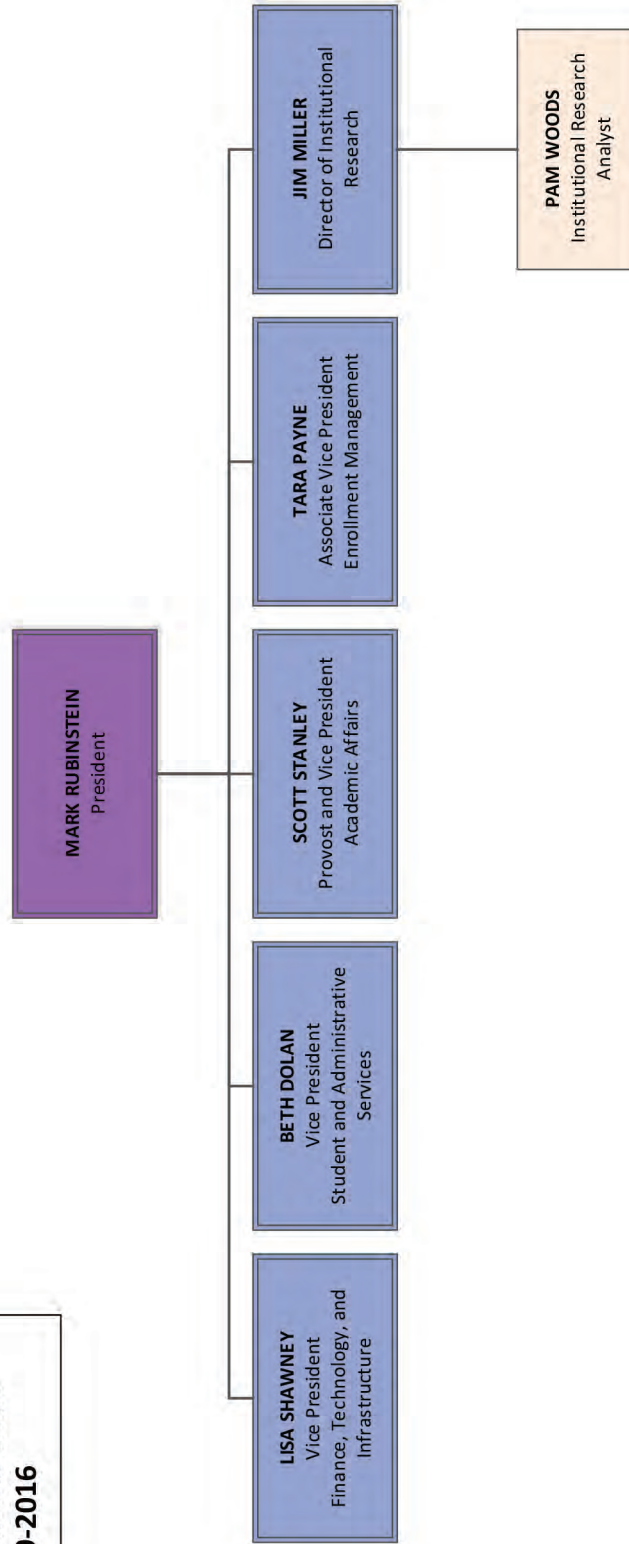 MARK RUBINSTEIN
President
LISA SHAWNEY
Vice President
Finance, Technology, and
Infrastructure
BETH DOLAN
Vice President
Student and Administrative
Services
SCOTT STANLEY
Provost and Vice President
Academic Affairs
TARA PAYNE
Associate Vice President
Enrollment Management
JIM MILLER
Director of Institutional
Research
PAM WOODS
Institutional Research
Analyst
-2016